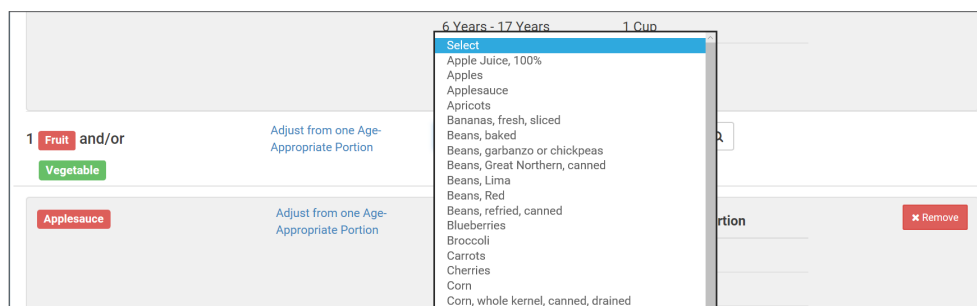 6 Years - 17 Years 1 Cup
Select
Apple Juice, 100%
Apples
Applesauce
Apricots
Bananas, fresh, sliced
Beans, baked
Beans, garbanzo or chickpeas
Beans, Great Northern, canned
Beans, Lima
Beans, Red
Beans, refried, canned
Blueberries
Broccoli
Carrots
Cherries
Corn
Corn, whole kernel, canned, drained
1 Fruit and/or
Vegetable
Adjust from one Age-
Appropriate Portion
Applesauce
Adjust from one Age-
Appropriate Portion
rtion
× Remove